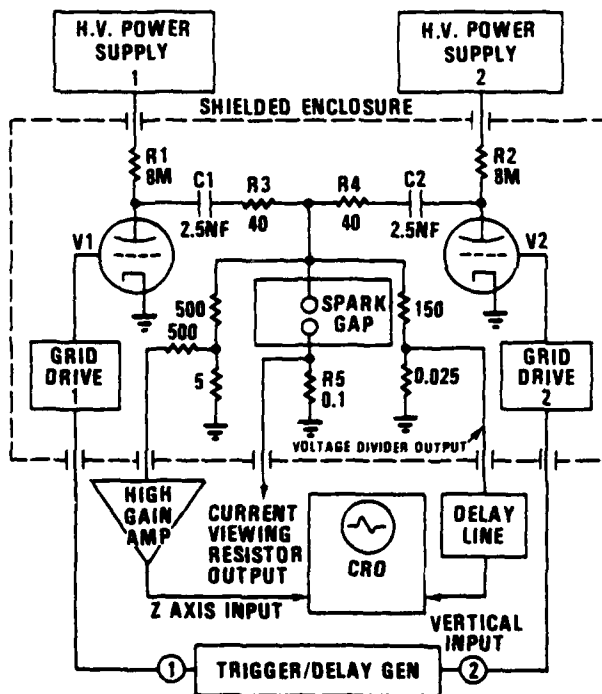 H.V. POWER
SUPPLY
1
H.V. POWER
SUPPLY
2
SHIELDED ENCLOSURE
R1
8M
R2
8M
C1
2.5NF
R3
40
R4
40
C2
2.5NF
V1
V2
500
500
5
SPARK
GAP
150
R5
0.1
0.025
GRID
DRIVE
1
GRID
DRIVE
2
VOLTAGE DIVIDER OUTPUT
HIGH
GAIN
AMP
CURRENT
VIEWING
RESISTOR
OUTPUT
CRO
DELAY
LINE
Z AXIS INPUT
VERTICAL
INPUT
1
TRIGGER/DELAY GEN
2